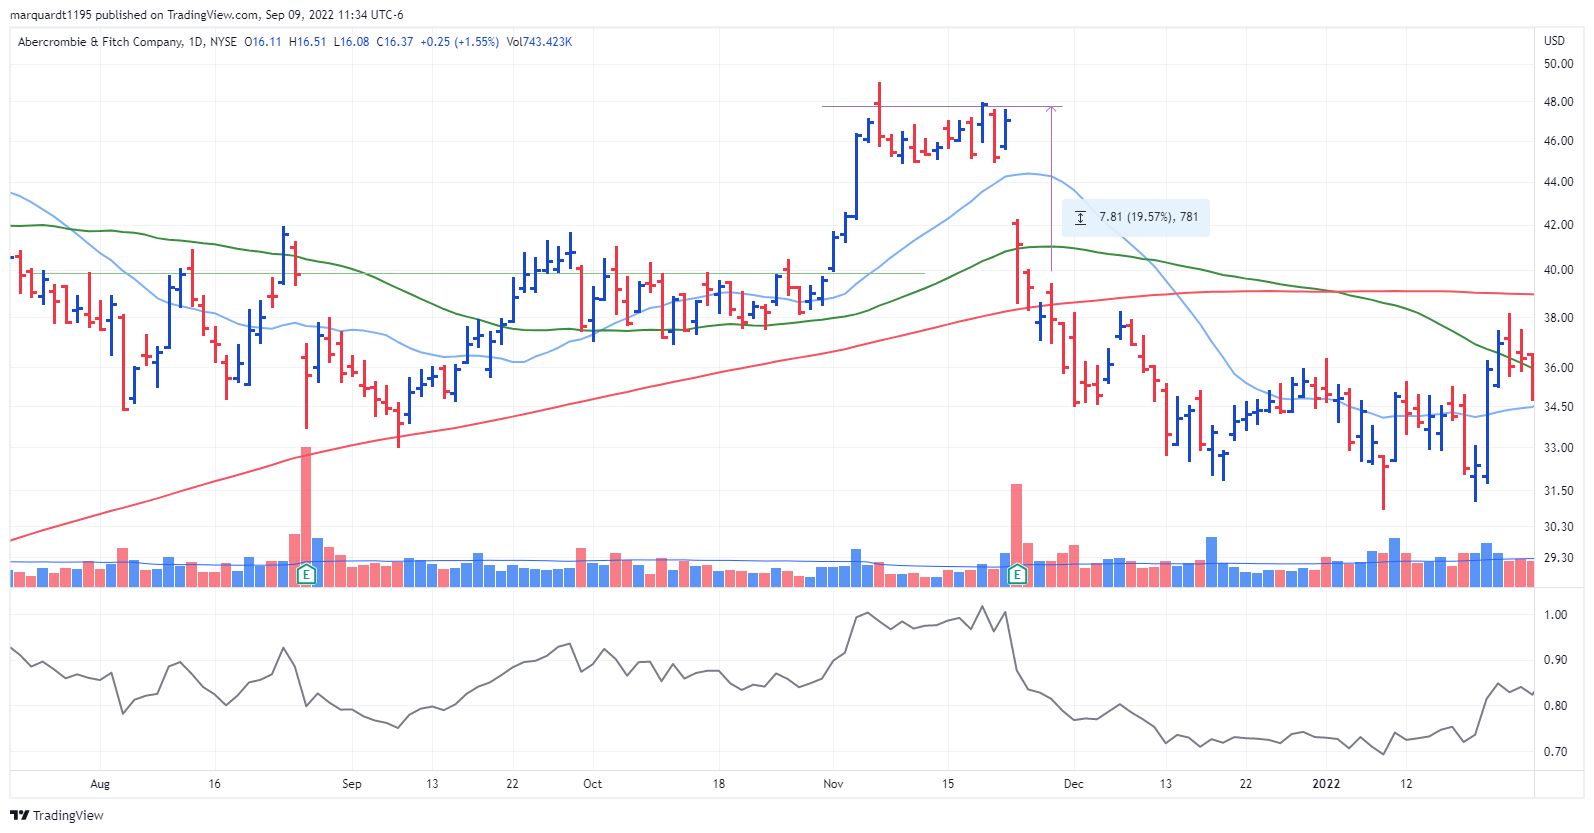 marquardt1195 published on TradingView.com, Sep 09, 2022 11:34 UTC-6
Abercrombie & Fitch Company, 1D, NYSE O16.11 H16.51 L16.08 C16.37 +0.25 (+1.55%) Vol743.423K
USD
50.00
48.00
46.00
44.00
42.00
7.81 (19.57%), 781
40.00
38.00
36.00
34.50
33.00
31.50
30.30
29.30
E E
1.00
0.90
0.80
0.70
Aug 16 Sep 13 22 Oct 18 Nov 15 Dec 13 22 2022 12
TradingView